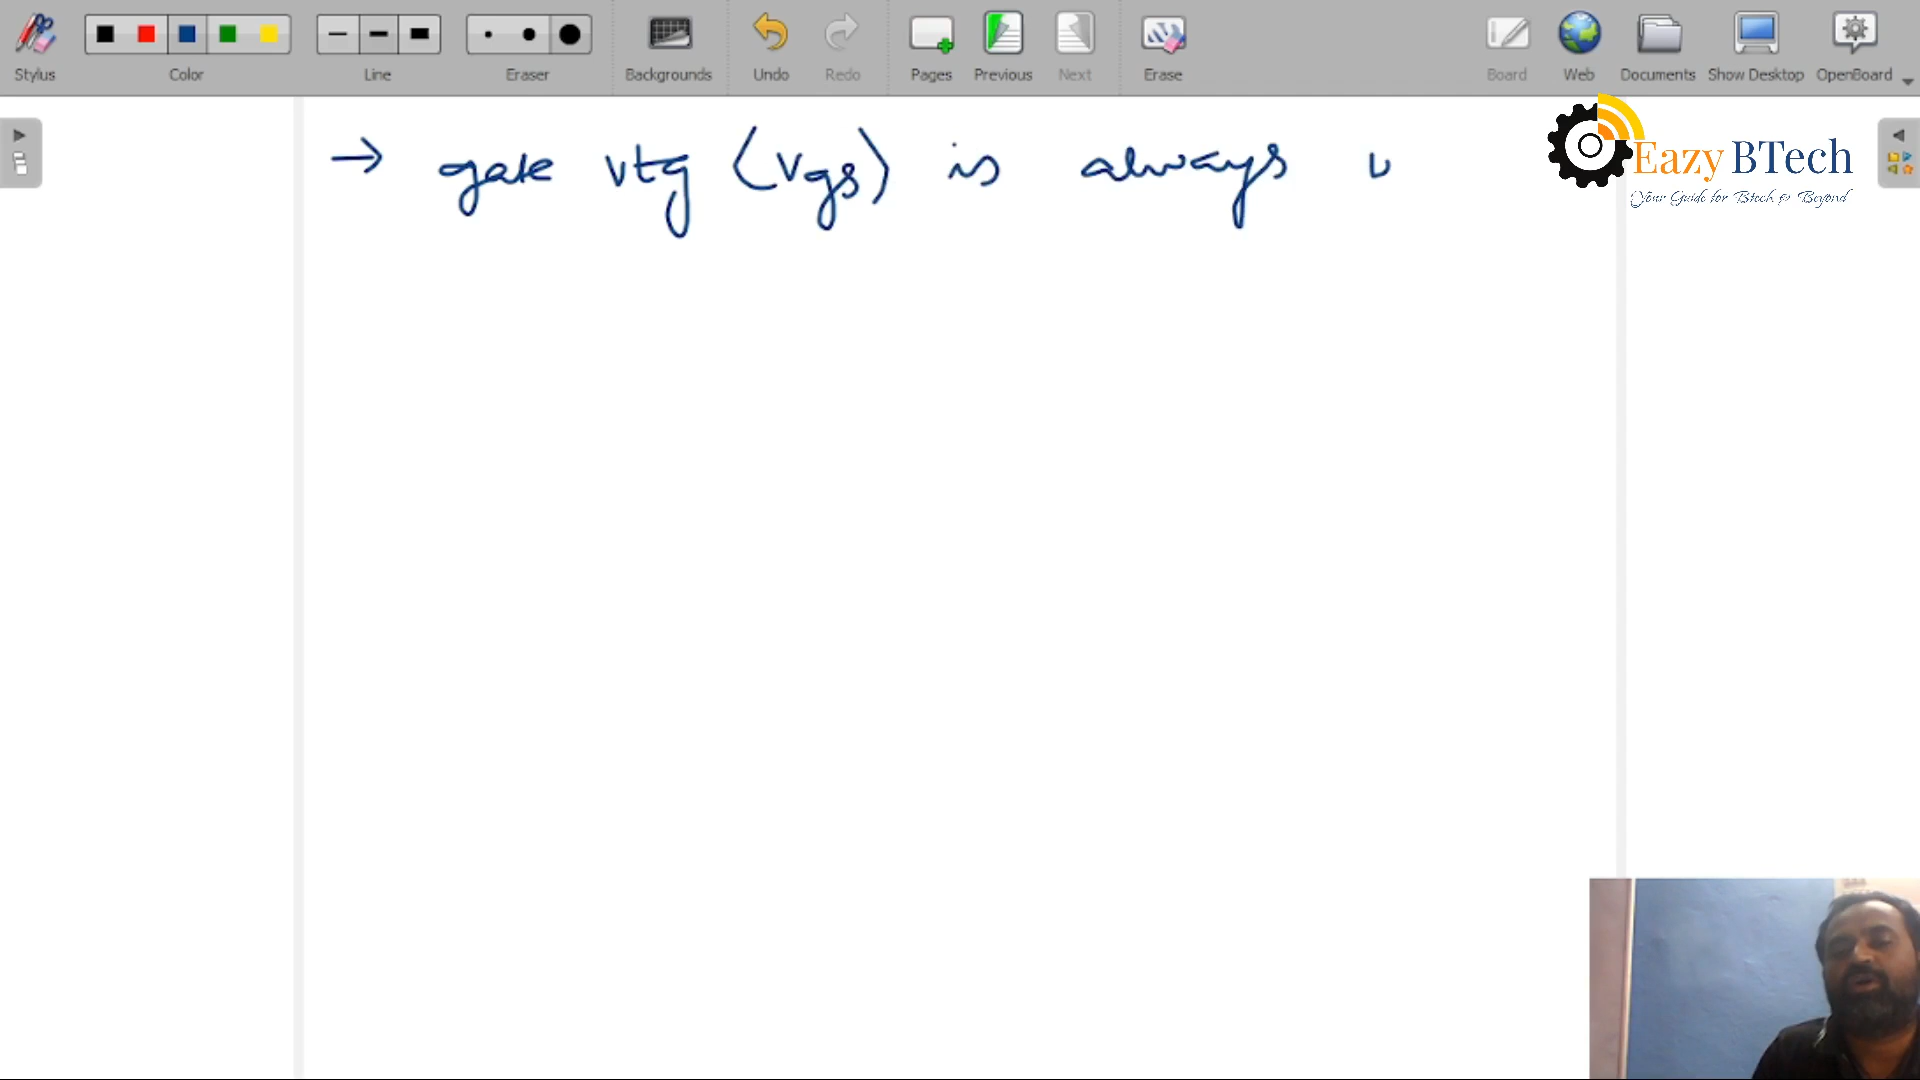 Stylus Color Line Eraser Backgrounds Undo Redo Pages Previous Next Erase Board Web Documents Show Desktop OpenBoard
→ gate vtg (vgs) is always
Eazy BTech
Your Guide for Btech & Beyond